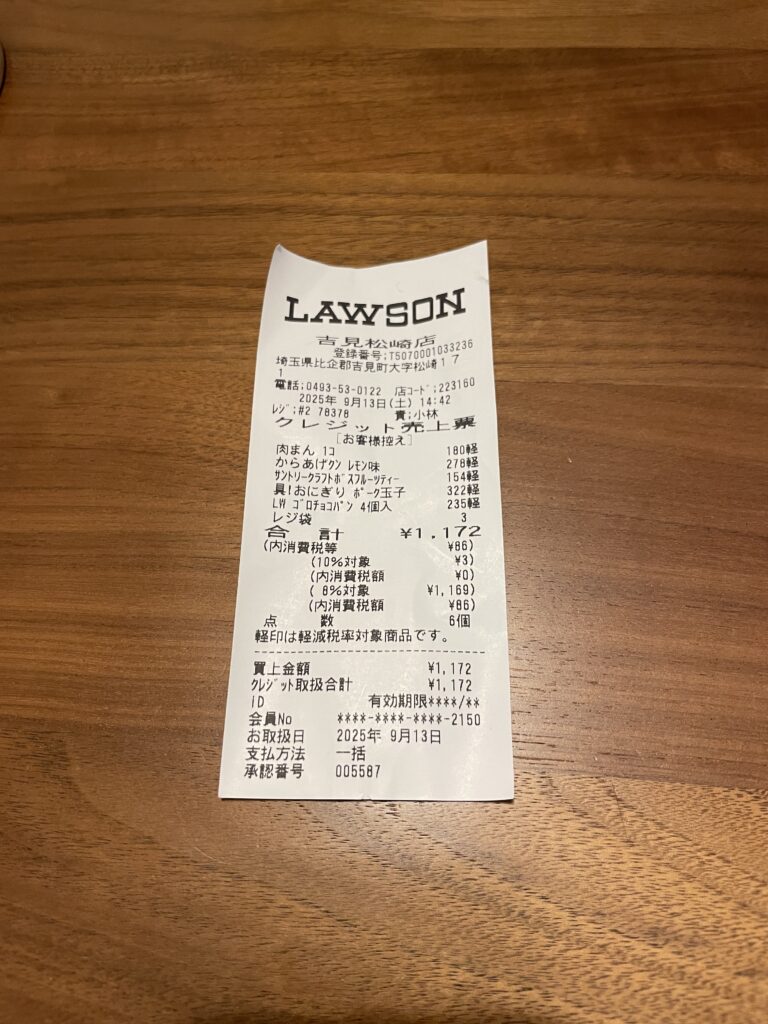 LAWSON
吉見松崎店
登録番号;T5070001033236
埼玉県比企郡吉見町大字松崎17
1
電話;0493-53-0122 店コード;223160
2025年 9月13日(土) 14:42
レジ;#2 78378 責;小林
クレジット売上票
[お客様控え]
肉まん 1コ 180軽
からあげクン レモン味 278軽
サントリークラフトボスフルーツティー 154軽
具!おにぎり ポーク玉子 322軽
LW ゴロチョコパン 4個入 235軽
レジ袋 3
合 計 ¥1,172
(内消費税等 ¥86)
(10%対象 ¥3)
(内消費税額 ¥0)
( 8%対象 ¥1,169)
(内消費税額 ¥86)
点 数 6個
軽印は軽減税率対象商品です。
買上金額 ¥1,172
クレジット取扱合計 ¥1,172
ID 有効期限****/**
会員No ****-****-****-2150
お取扱日 2025年 9月13日
支払方法 一括
承認番号 005587